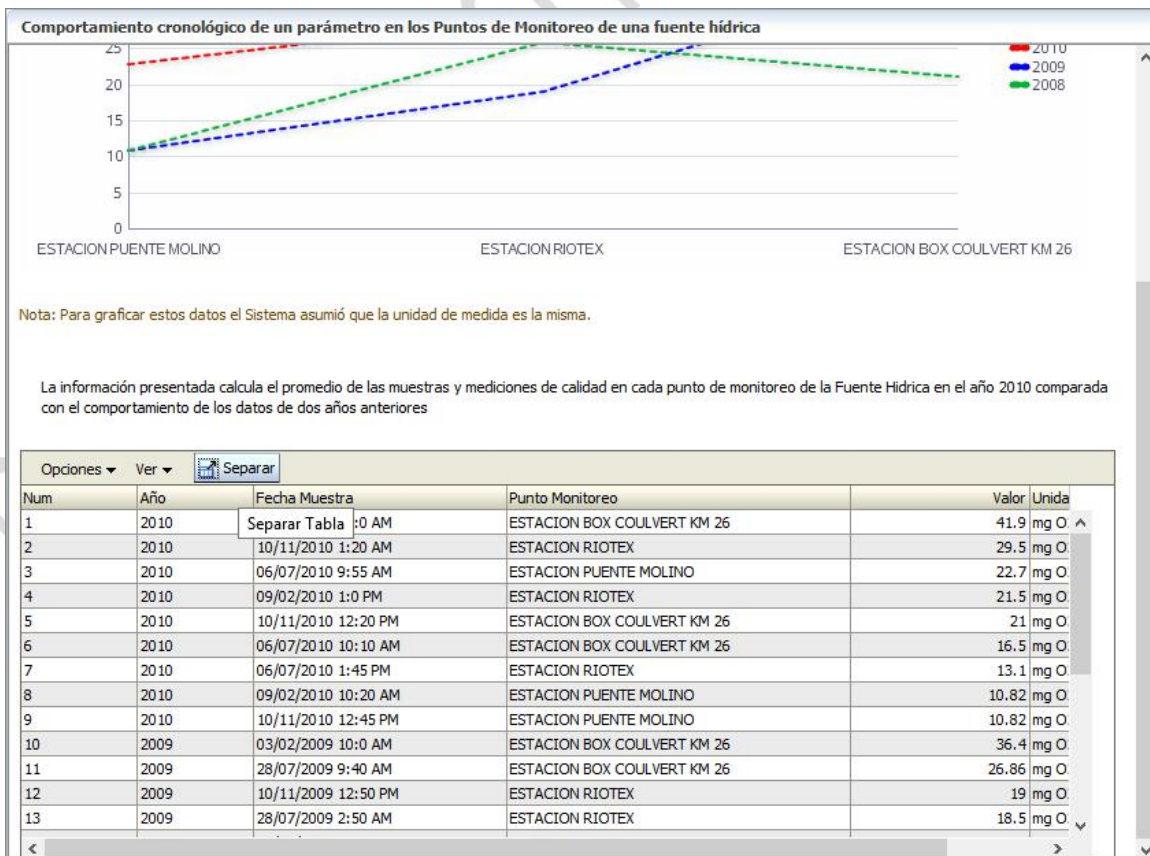 Comportamiento cronológico de un parámetro en los Puntos de Monitoreo de una fuente hídrica
25
20
15
10
5
0
2010
2009
2008
ESTACION PUENTE MOLINO ESTACION RIOTEX ESTACION BOX COULVERT KM 26
Nota: Para graficar estos datos el Sistema asumió que la unidad de medida es la misma.
La información presentada calcula el promedio de las muestras y mediciones de calidad en cada punto de monitoreo de la Fuente Hidrica en el año 2010 comparada
con el comportamiento de los datos de dos años anteriores
Opciones Ver Separar
Num Año Fecha Muestra Punto Monitoreo Valor Unida
1 2010 :0 AM ESTACION BOX COULVERT KM 26 41.9 mg O
Separar Tabla
2 2010 10/11/2010 1:20 AM ESTACION RIOTEX 29.5 mg O
3 2010 06/07/2010 9:55 AM ESTACION PUENTE MOLINO 22.7 mg O
4 2010 09/02/2010 1:0 PM ESTACION RIOTEX 21.5 mg O
5 2010 10/11/2010 12:20 PM ESTACION BOX COULVERT KM 26 21 mg O
6 2010 06/07/2010 10:10 AM ESTACION BOX COULVERT KM 26 16.5 mg O
7 2010 06/07/2010 1:45 PM ESTACION RIOTEX 13.1 mg O
8 2010 09/02/2010 10:20 AM ESTACION PUENTE MOLINO 10.82 mg O
9 2010 10/11/2010 12:45 PM ESTACION PUENTE MOLINO 10.82 mg O
10 2009 03/02/2009 10:0 AM ESTACION BOX COULVERT KM 26 36.4 mg O
11 2009 28/07/2009 9:40 AM ESTACION BOX COULVERT KM 26 26.86 mg O
12 2009 10/11/2009 12:50 PM ESTACION RIOTEX 19 mg O
13 2009 28/07/2009 2:50 AM ESTACION RIOTEX 18.5 mg O